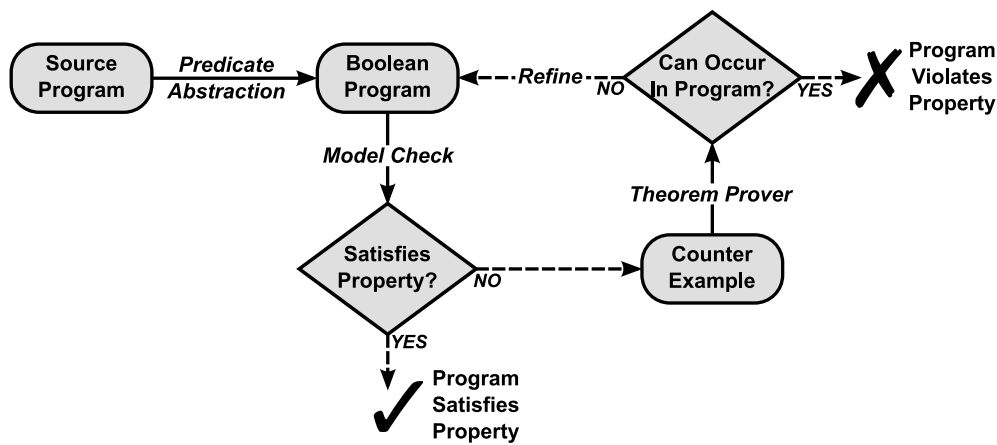 Source
Program
Predicate
Abstraction
Boolean
Program
Refine
NO
Can Occur
In Program?
YES
Program
Violates
Property
Model Check
Theorem Prover
Satisfies
Property?
NO
Counter
Example
YES
Program
Satisfies
Property